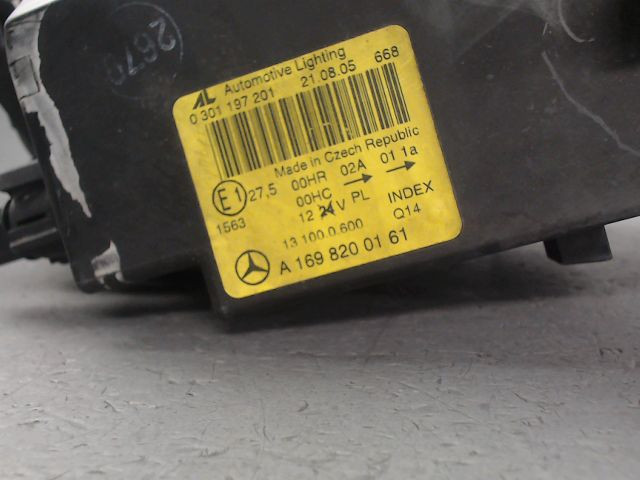 2670
AL Automotive Lighting
0 301 197 201 21.08.05 668
Made in Czech Republic
E1 27,5 00HR 02A 01 1a
1563 00HC → →
12 24 V PL INDEX
13 100 0.600 Q14
A 169 820 01 61